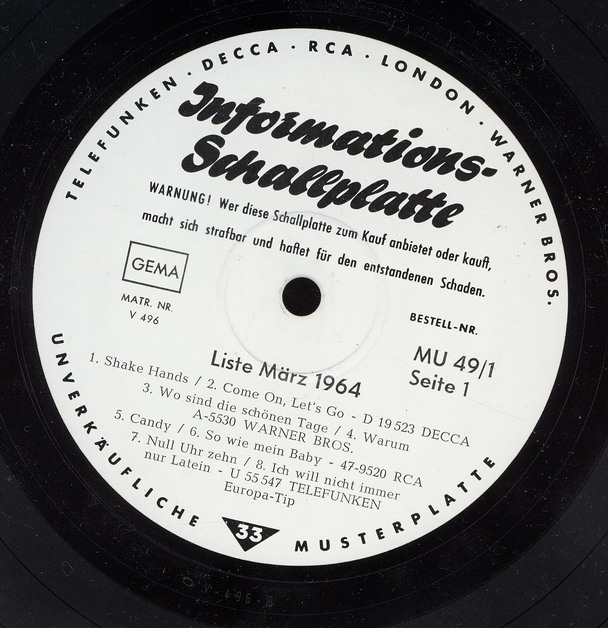 TELEFUNKEN · DECCA · RCA · LONDON · WARNER BROS.
Informations-
Schallplatte
WARNUNG! Wer diese Schallplatte zum Kauf anbietet oder kauft,
macht sich strafbar und haftet für den entstandenen Schaden.
GEMA
MATR. NR.
V 496
BESTELL-NR.
MU 49/1
Seite 1
Liste März 1964
1. Shake Hands / 2. Come On, Let's Go - D 19 523 DECCA
3. Wo sind die schönen Tage / 4. Warum
A-5530 WARNER BROS.
5. Candy / 6. So wie mein Baby - 47-9520 RCA
7. Null Uhr zehn / 8. Ich will nicht immer
nur Latein - U 55 547 TELEFUNKEN
Europa-Tip
33
UNVERKÄUFLICHE MUSTERPLATTE